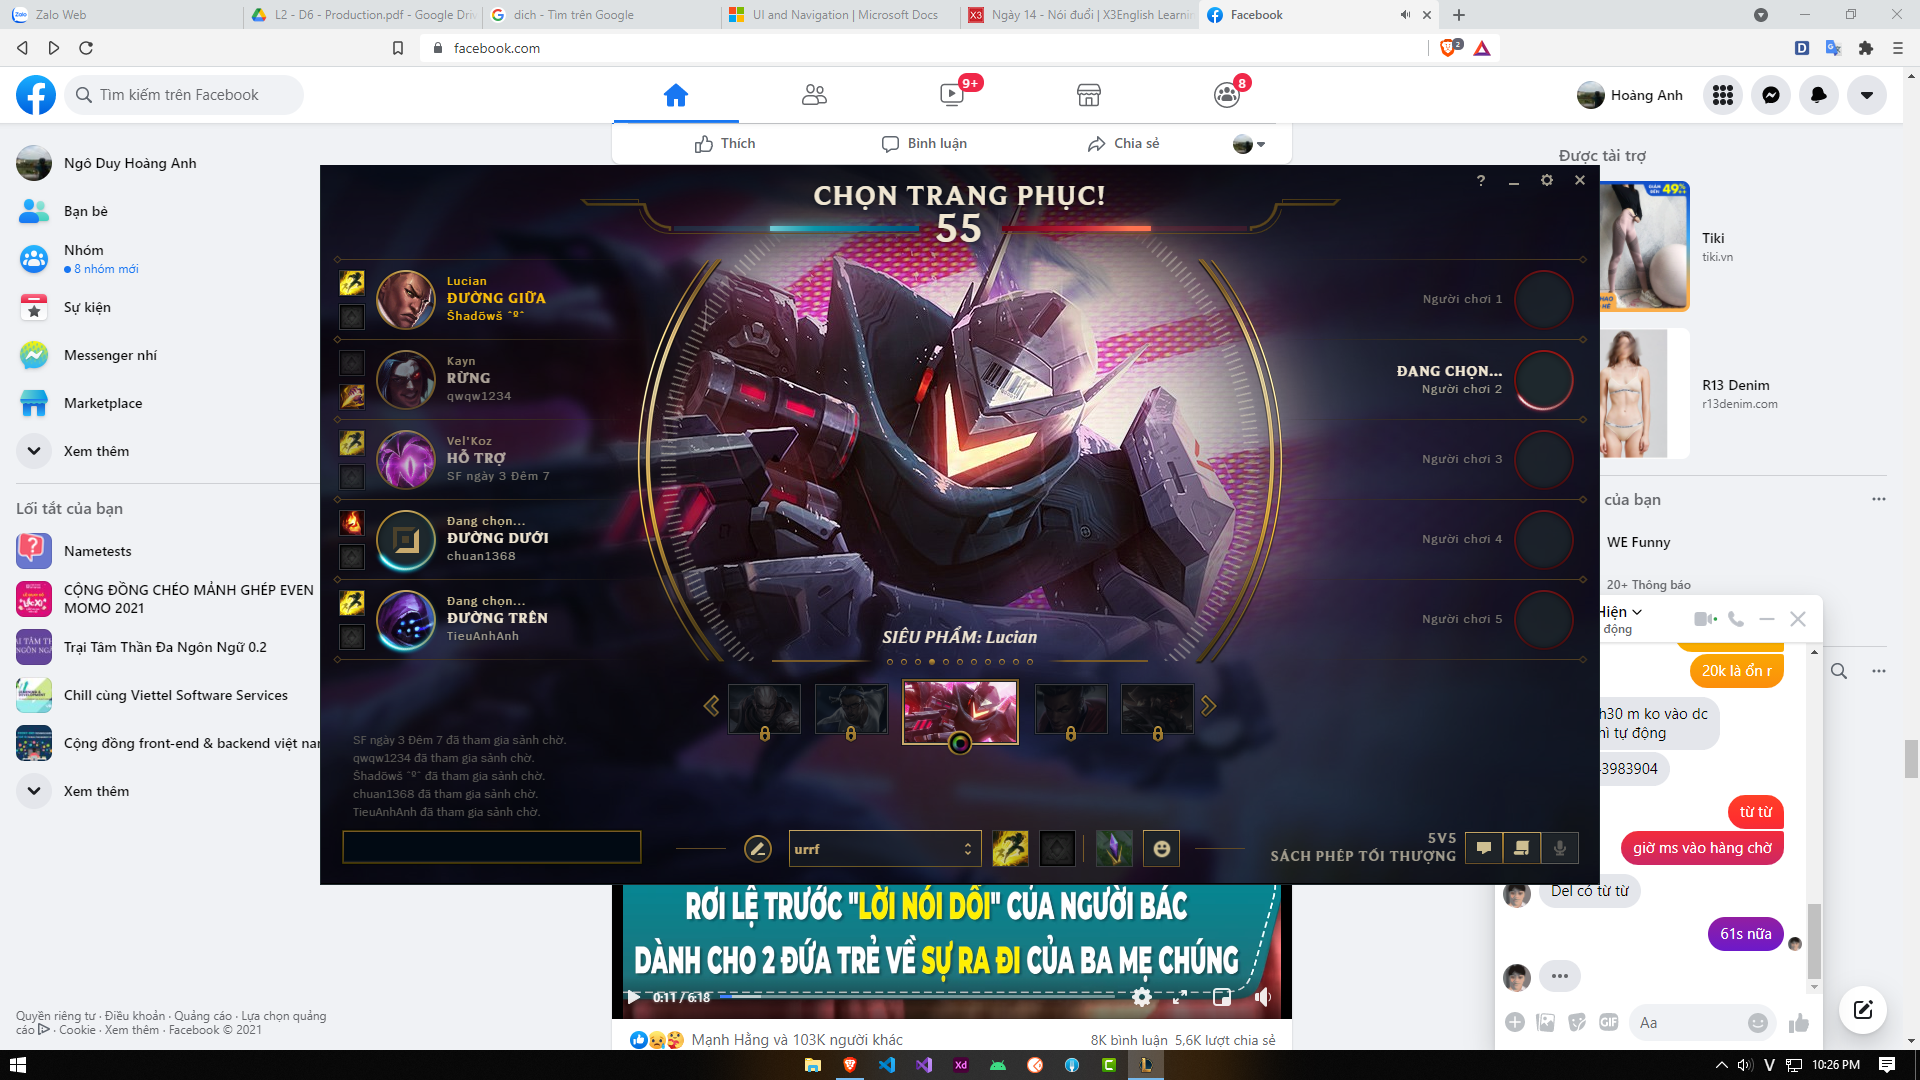 Zalo Web
L2 - D6 - Production.pdf - Google Driv
dich - Tìm trên Google
UI and Navigation | Microsoft Docs
Ngày 14 - Nói đuổi | X3English Learnin
Facebook
facebook.com
2
Tìm kiếm trên Facebook
9+
8
Hoàng Anh
Thích
Bình luận
Chia sẻ
Ngô Duy Hoàng Anh
Bạn bè
Nhóm
8 nhóm mới
Sự kiện
Messenger nhí
Marketplace
Xem thêm
Lối tắt của bạn
Nametests
CỘNG ĐỒNG CHÉO MẢNH GHÉP EVEN
MOMO 2021
Trại Tâm Thần Đa Ngôn Ngữ 0.2
Chill cùng Viettel Software Services
Cộng đồng front-end & backend việt nar
Xem thêm
Quyền riêng tư · Điều khoản · Quảng cáo · Lựa chọn quảng
cáo · Cookie · Xem thêm · Facebook © 2021
CHỌN TRANG PHỤC!
55
Lucian
ĐƯỜNG GIỮA
Šhadöwš ˆºˆ
Kayn
RỪNG
qwqw1234
Vel'Koz
HỖ TRỢ
SF ngày 3 Đêm 7
Đang chọn...
ĐƯỜNG DƯỚI
chuan1368
Đang chọn...
ĐƯỜNG TRÊN
TieuAnhAnh
Người chơi 1
ĐANG CHỌN...
Người chơi 2
Người chơi 3
Người chơi 4
Người chơi 5
SIÊU PHẨM: Lucian
SF ngày 3 Đêm 7 đã tham gia sảnh chờ.
qwqw1234 đã tham gia sảnh chờ.
Šhadöwš ˆºˆ đã tham gia sảnh chờ.
chuan1368 đã tham gia sảnh chờ.
TieuAnhAnh đã tham gia sảnh chờ.
urrf
5V5
SÁCH PHÉP TỐI THƯỢNG
RƠI LỆ TRƯỚC "LỜI NÓI DỐI" CỦA NGƯỜI BÁC
DÀNH CHO 2 ĐỨA TRẺ VỀ SỰ RA ĐI CỦA BA MẸ CHÚNG
0:11 / 6:18
Mạnh Hằng và 103K người khác
8K bình luận 5,6K lượt chia sẻ
Được tài trợ
49%
Tiki
tiki.vn
R13 Denim
r13denim.com
của bạn
WE Funny
20+ Thông báo
Hiện
động
20k là ổn r
h30 m ko vào dc
nì tự động
43983904
từ từ
giờ ms vào hàng chờ
Del có từ từ
61s nữa
GIF
Aa
V
10:26 PM